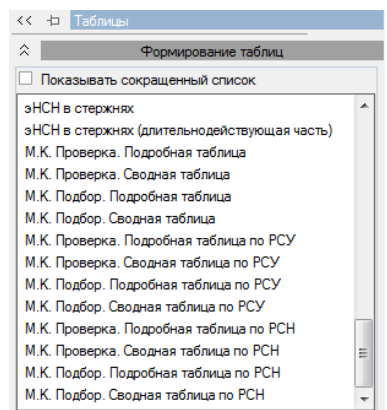 << Таблицы
Формирование таблиц
Показывать сокращенный список
эНСН в стержнях
эНСН в стержнях (длительнодействующая часть)
М.К. Проверка. Подробная таблица
М.К. Проверка. Сводная таблица
М.К. Подбор. Подробная таблица
М.К. Подбор. Сводная таблица
М.К. Проверка. Подробная таблица по РСУ
М.К. Проверка. Сводная таблица по РСУ
М.К. Подбор. Подробная таблица по РСУ
М.К. Подбор. Сводная таблица по РСУ
М.К. Проверка. Подробная таблица по РСН
М.К. Проверка. Сводная таблица по РСН
М.К. Подбор. Подробная таблица по РСН
М.К. Подбор. Сводная таблица по РСН